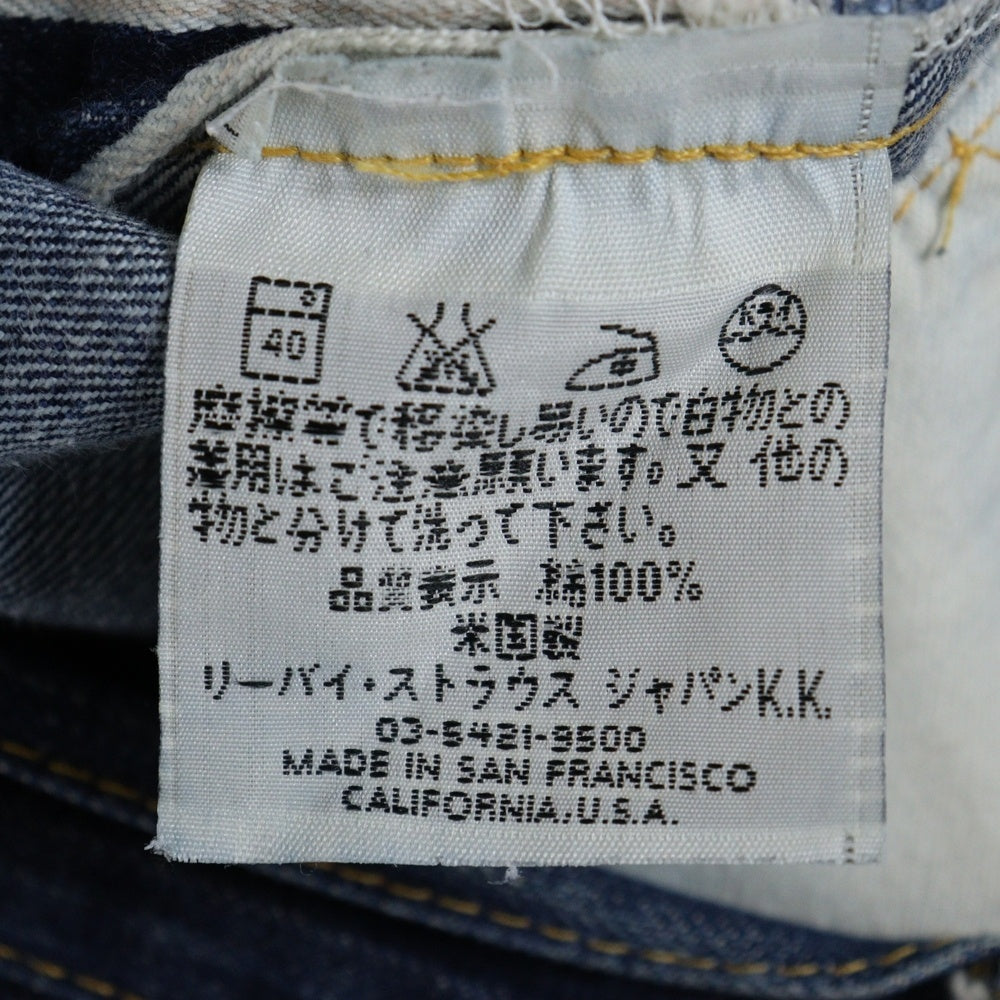 40
摩擦等で移染し易いので白物との
着用はご注意願います。又 他の
物と分けて洗って下さい。
品質表示 綿100%
米国製
リーバイ・ストラウス ジャパンK.K.
03-5421-9500
MADE IN SAN FRANCISCO
CALIFORNIA,U.S.A.